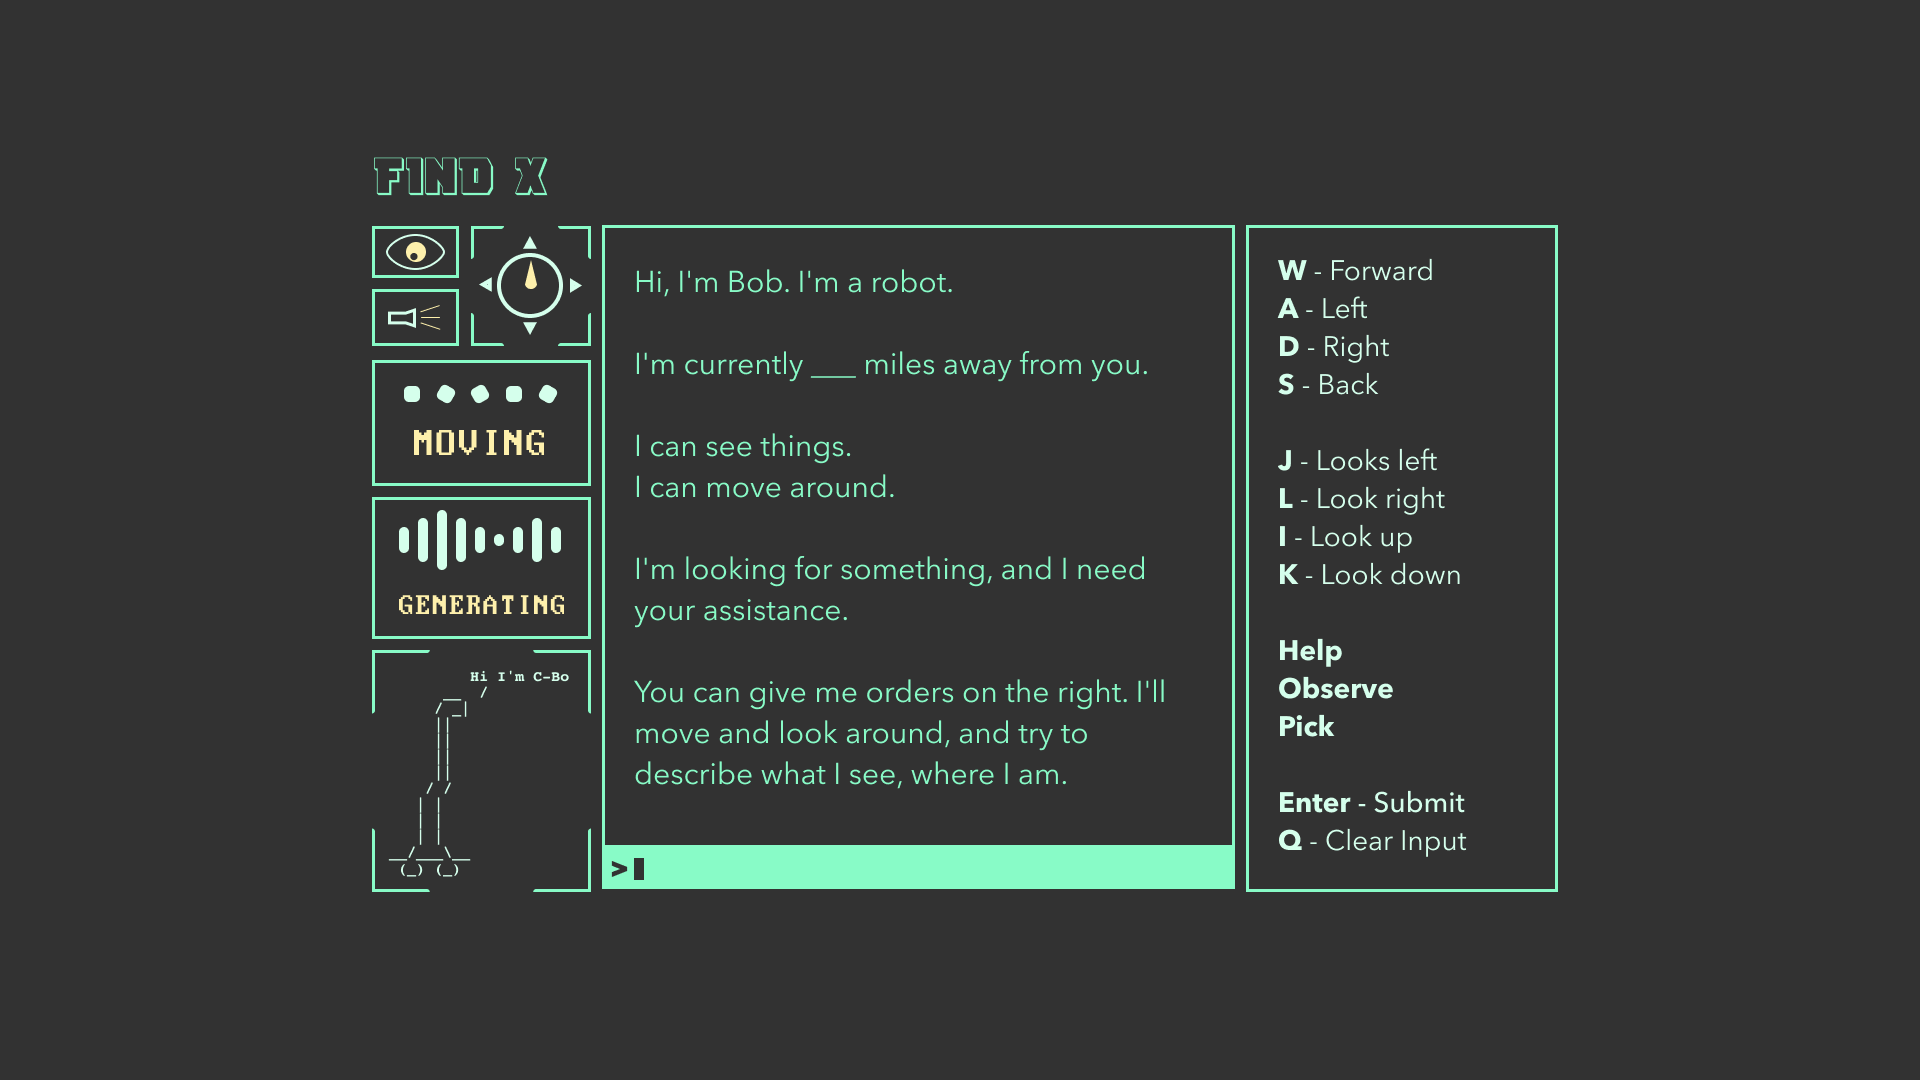 FIND X
MOVING
GENERATING
Hi I'm C-Bo
Hi, I'm Bob. I'm a robot.
I'm currently ___ miles away from you.
I can see things.
I can move around.
I'm looking for something, and I need
your assistance.
You can give me orders on the right. I'll
move and look around, and try to
describe what I see, where I am.
>
W - Forward
A - Left
D - Right
S - Back
J - Looks left
L - Look right
I - Look up
K - Look down
Help
Observe
Pick
Enter - Submit
Q - Clear Input